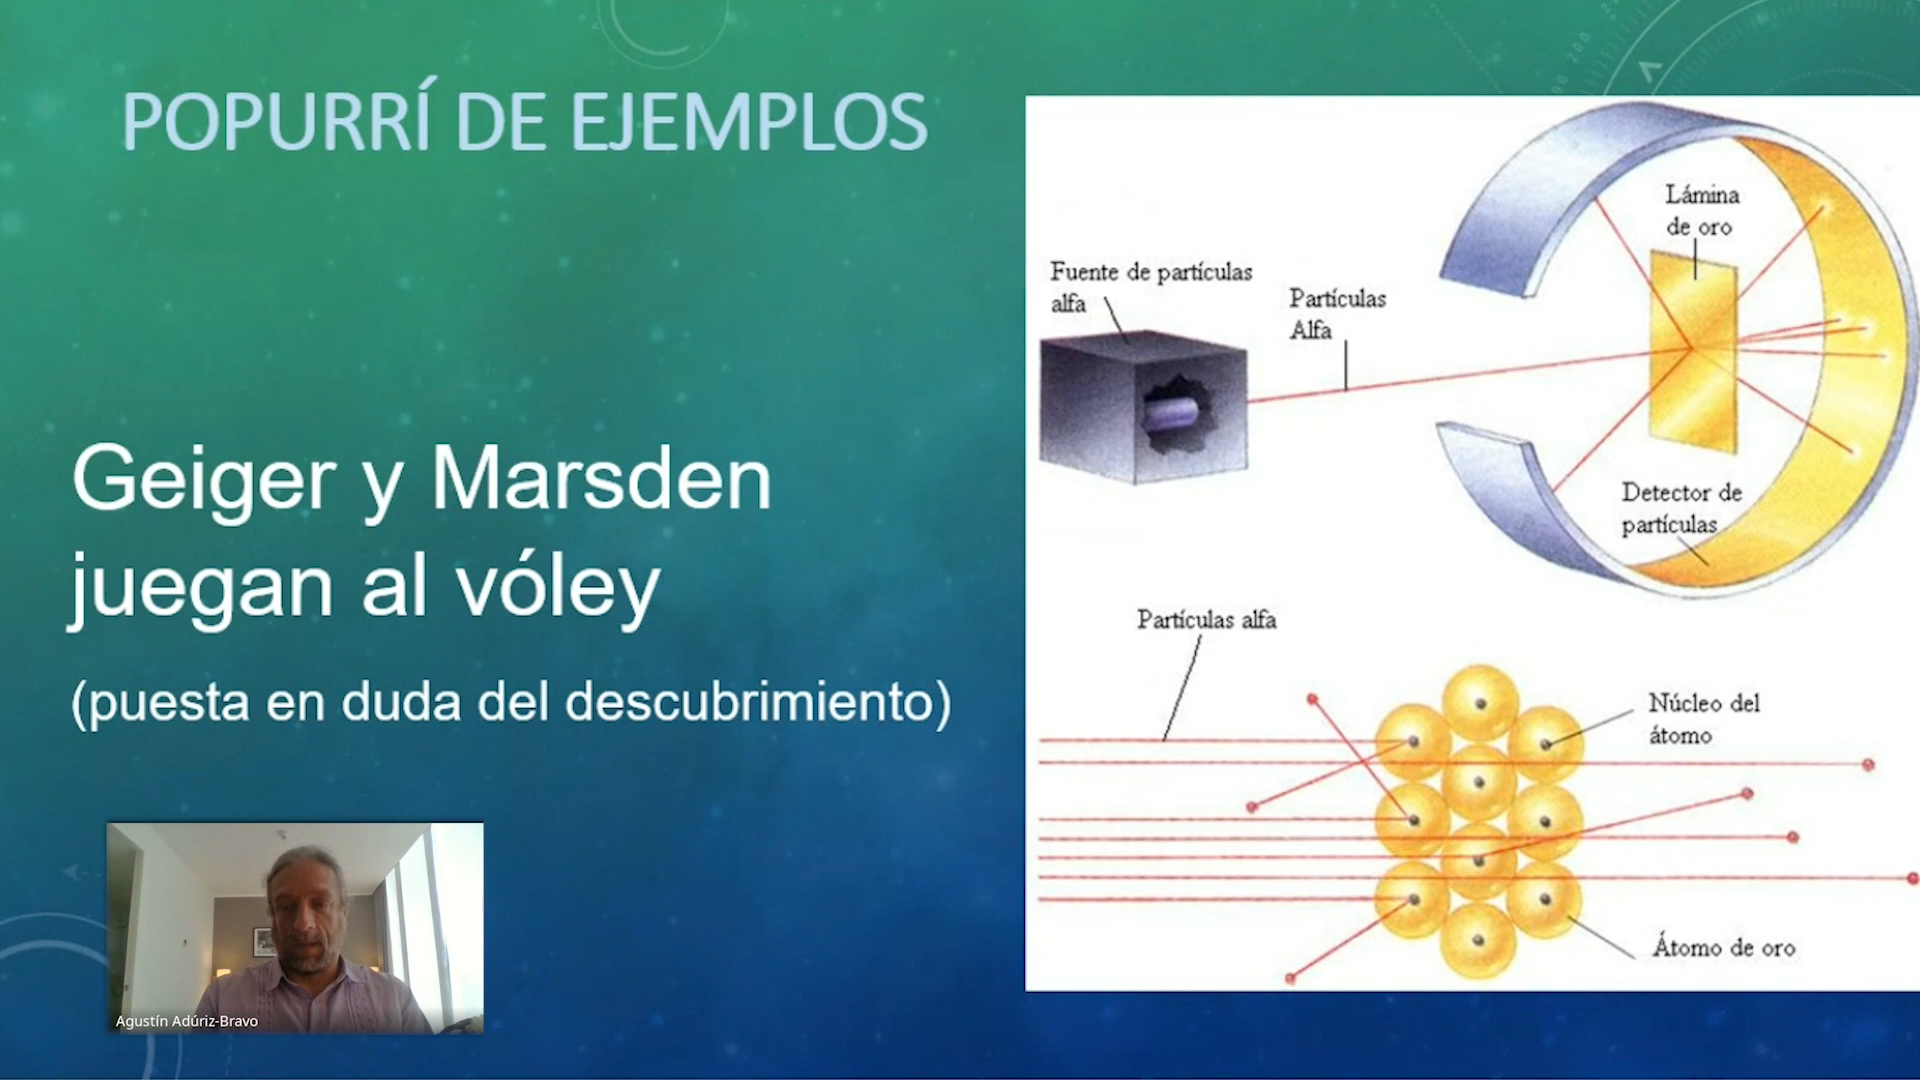 POPURRÍ DE EJEMPLOS
Geiger y Marsden
juegan al vóley
(puesta en duda del descubrimiento)
Agustín Adúriz-Bravo
Fuente de partículas
alfa
Partículas
Alfa
Lámina
de oro
Detector de
partículas
Partículas alfa
Núcleo del
átomo
Átomo de oro
200